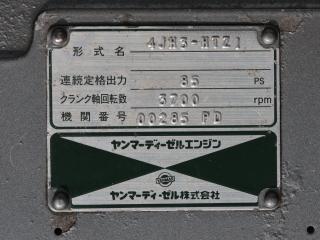 形式名 4JH3-HTZ1
連続定格出力 85 PS
クランク軸回転数 3700 rpm
機関番号 00285 PD
ヤンマーディーゼルエンジン
YANMAR
ヤンマーディーゼル株式会社